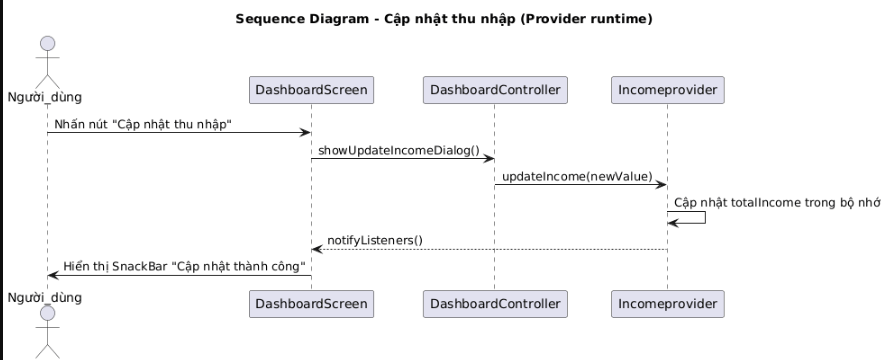 Sequence Diagram - Cập nhật thu nhập (Provider runtime)
Người_dùng
DashboardScreen
DashboardController
Incomeprovider
Nhấn nút "Cập nhật thu nhập"
showUpdateIncomeDialog()
updateIncome(newValue)
Cập nhật totalIncome trong bộ nhớ
notifyListeners()
Hiển thị SnackBar "Cập nhật thành công"
Người_dùng
DashboardScreen
DashboardController
Incomeprovider